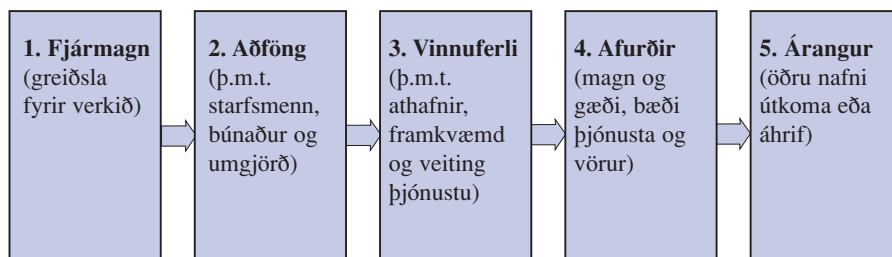 1. Fjármagn
(greiðsla
fyrir verkið)
2. Aðföng
(þ.m.t.
starfsmenn,
búnaður og
umgjörð)
3. Vinnuferli
(þ.m.t.
athafnir,
framkvæmd
og veiting
þjónustu)
4. Afurðir
(magn og
gæði, bæði
þjónusta og
vörur)
5. Árangur
(öðru nafni
útkoma eða
áhrif)